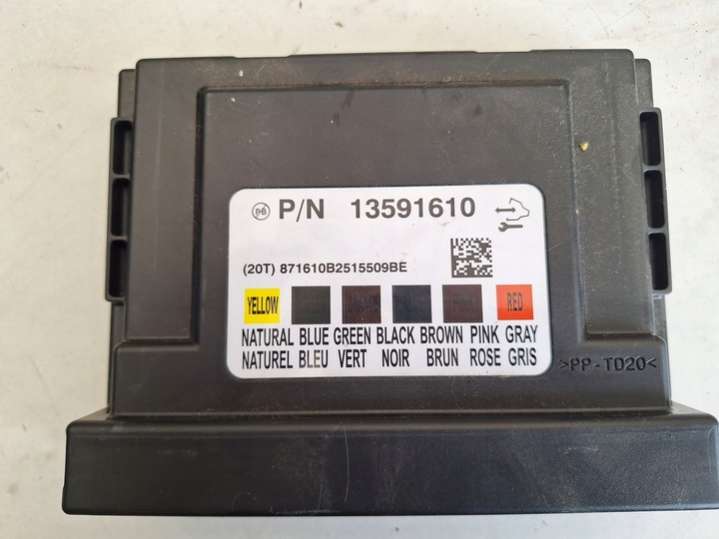 P/N 13591610
(20T) 871610B2515509BE
YELLOW RED
NATURAL BLUE GREEN BLACK BROWN PINK GRAY
NATUREL BLEU VERT NOIR BRUN ROSE GRIS
>PP-TD20<